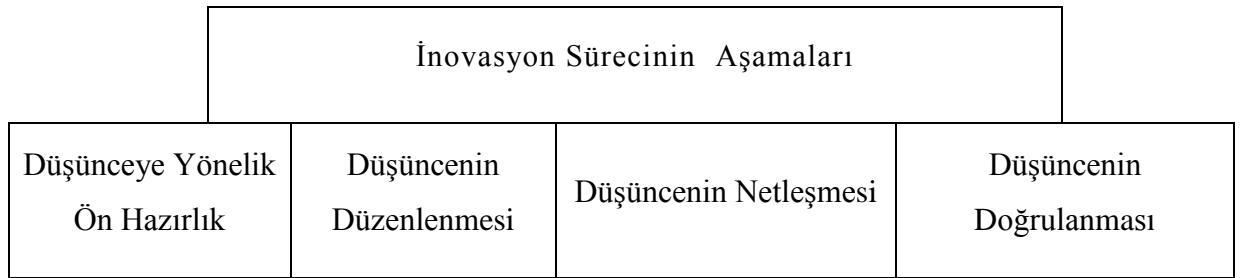 İnovasyon Sürecinin Aşamaları
Düşünceye Yönelik
Ön Hazırlık
Düşüncenin
Düzenlenmesi
Düşüncenin Netleşmesi
Düşüncenin
Doğrulanması